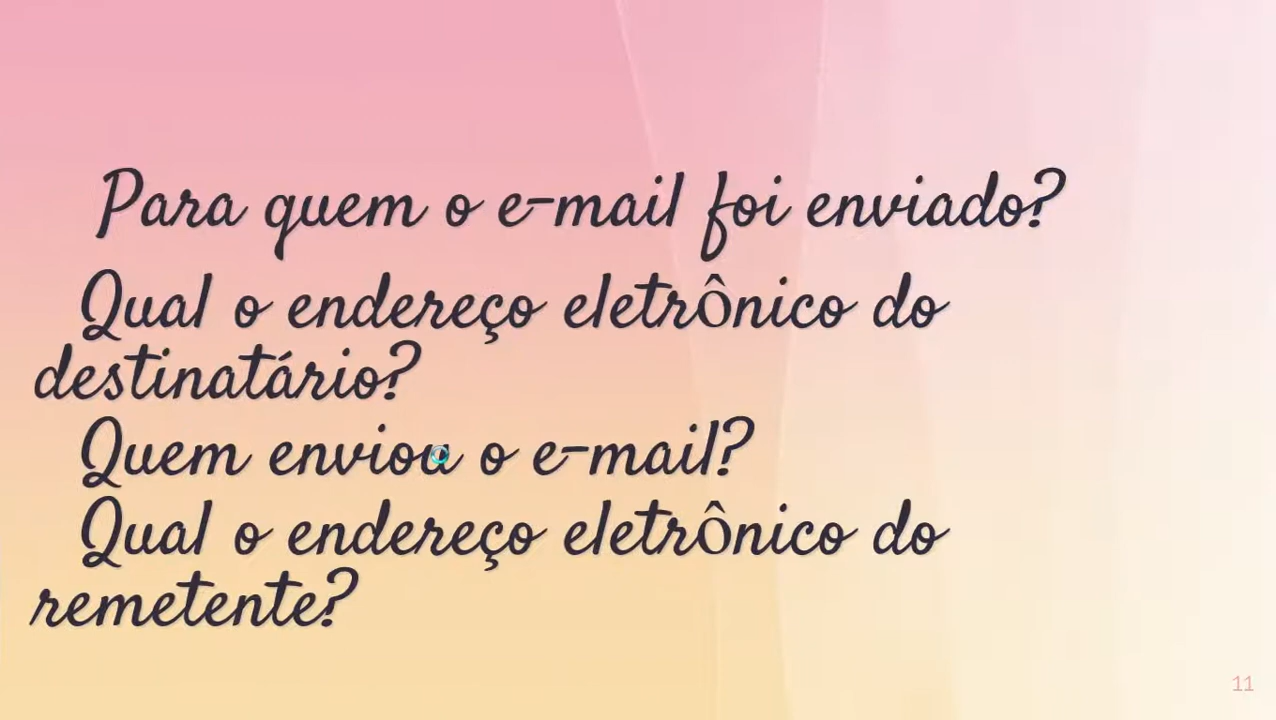 Para quem o e-mail foi enviado?
Qual o endereço eletrônico do
destinatário?
Quem enviou o e-mail?
Qual o endereço eletrônico do
remetente?
11